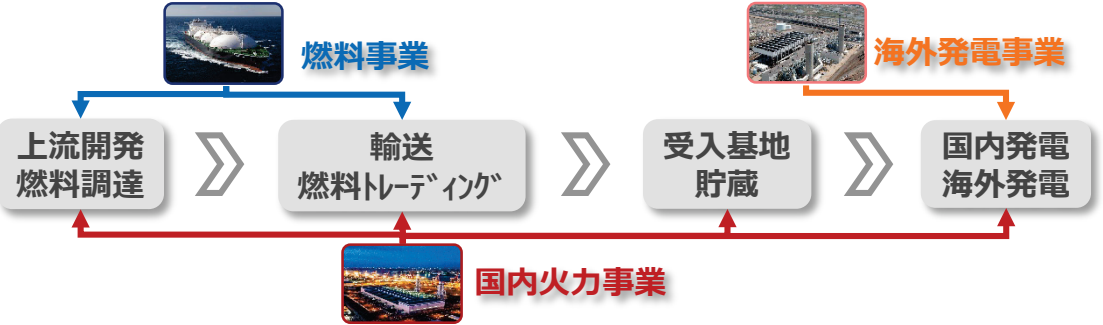 燃料事業
海外発電事業
上流開発
燃料調達
輸送
燃料ﾄﾚｰﾃﾞｨﾝｸﾞ
受入基地
貯蔵
国内発電
海外発電
国内火力事業